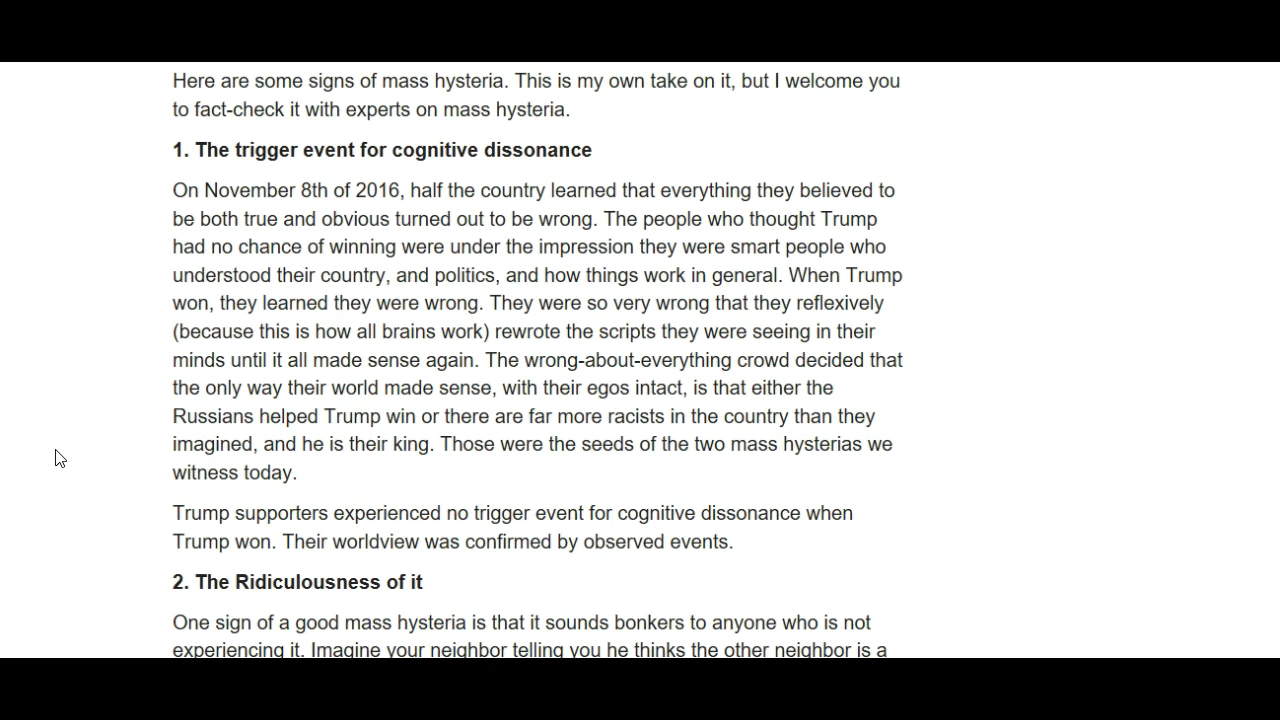 Here are some signs of mass hysteria. This is my own take on it, but I welcome you
to fact-check it with experts on mass hysteria.
1. The trigger event for cognitive dissonance
On November 8th of 2016, half the country learned that everything they believed to
be both true and obvious turned out to be wrong. The people who thought Trump
had no chance of winning were under the impression they were smart people who
understood their country, and politics, and how things work in general. When Trump
won, they learned they were wrong. They were so very wrong that they reflexively
(because this is how all brains work) rewrote the scripts they were seeing in their
minds until it all made sense again. The wrong-about-everything crowd decided that
the only way their world made sense, with their egos intact, is that either the
Russians helped Trump win or there are far more racists in the country than they
imagined, and he is their king. Those were the seeds of the two mass hysterias we
witness today.
Trump supporters experienced no trigger event for cognitive dissonance when
Trump won. Their worldview was confirmed by observed events.
2. The Ridiculousness of it
One sign of a good mass hysteria is that it sounds bonkers to anyone who is not
experiencing it. Imagine your neighbor telling you he thinks the other neighbor is a